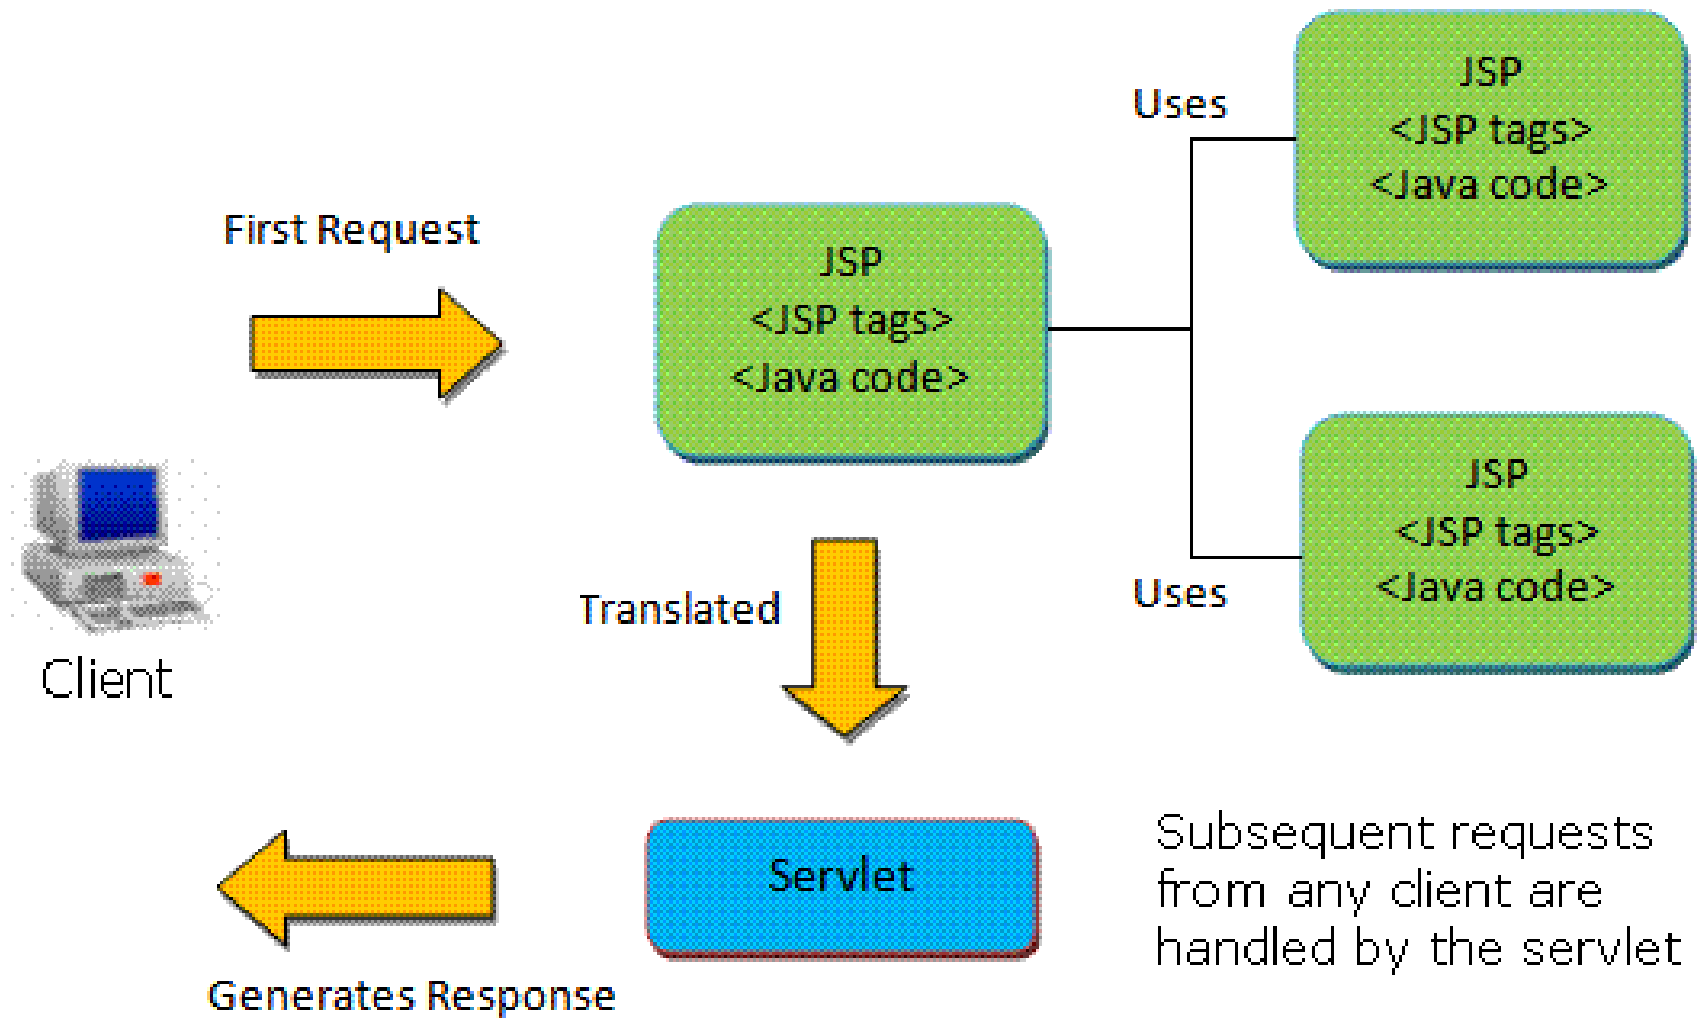 JSP
<JSP tags>
<Java code>
Uses
First Request
JSP
<JSP tags>
<Java code>
JSP
<JSP tags>
<Java code>
Uses
Translated
Client
Servlet
Subsequent requests
from any client are
handled by the servlet
Generates Response